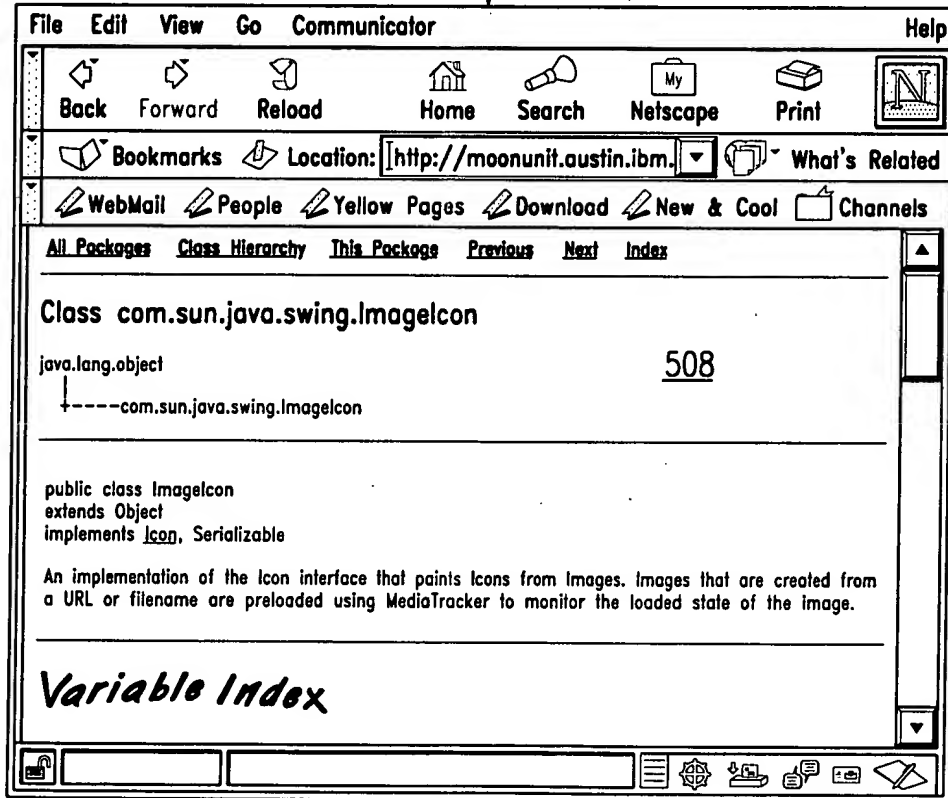 File Edit View Go Communicator Help
Back Forward Reload Home Search My Netscape Print N
Bookmarks Location: http://moonunit.austin.ibm. What's Related
WebMail People Yellow Pages Download New & Cool Channels
All Packages Class Hierarchy This Package Previous Next Index
Class com.sun.java.swing.ImageIcon
java.lang.object
508
+-----com.sun.java.swing.ImageIcon
public class ImageIcon
extends Object
implements Icon, Serializable
An implementation of the Icon interface that paints Icons from Images. Images that are created from
a URL or filename are preloaded using MediaTracker to monitor the loaded state of the image.
Variable Index